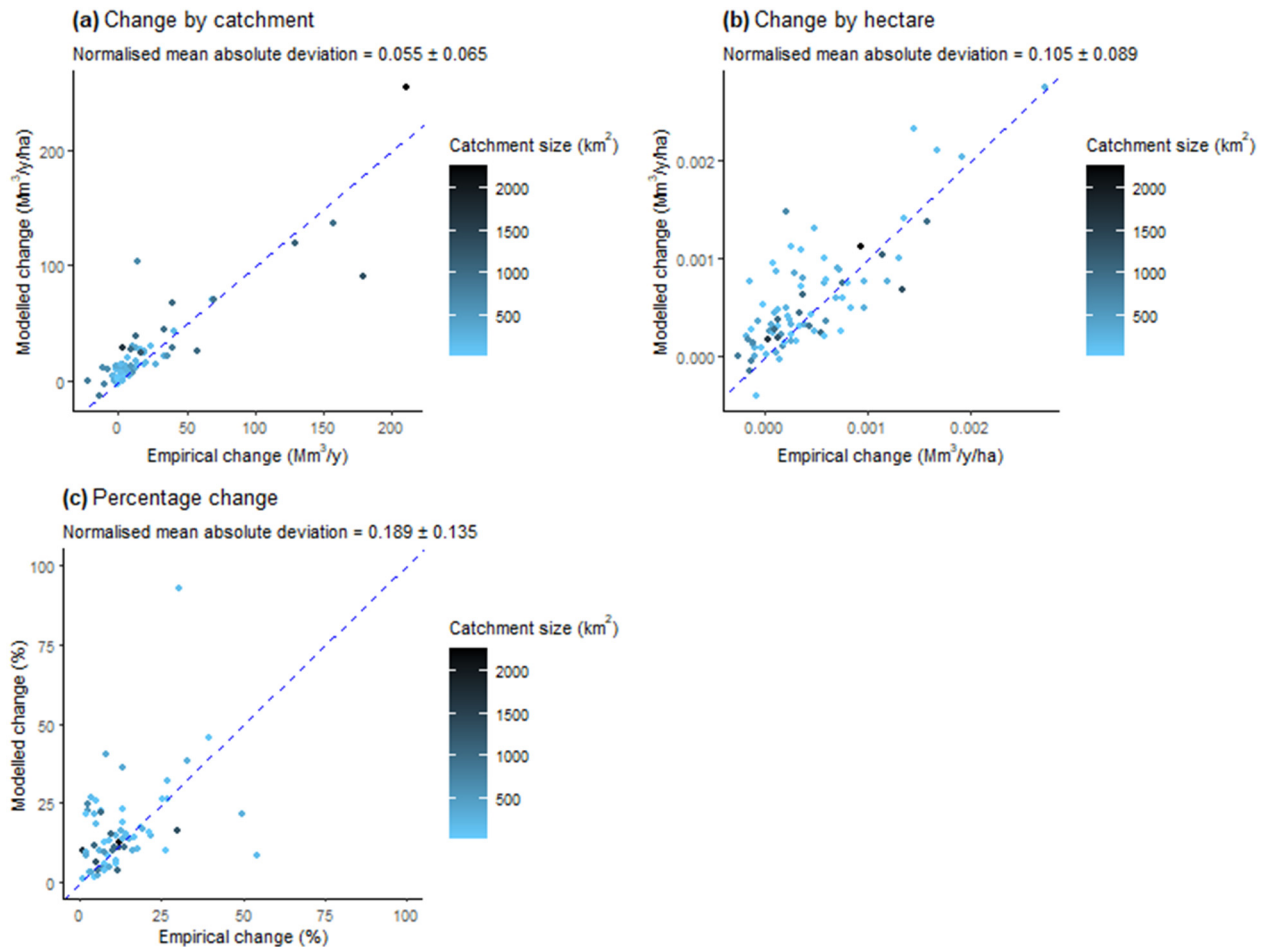 (a) Change by catchment
Normalised mean absolute deviation = 0.055 ± 0.065
Modelled change (Mm³/y/ha)
200
100
0
0 50 100 150 200
Empirical change (Mm³/y)
Catchment size (km²)
2000
1500
1000
500
(b) Change by hectare
Normalised mean absolute deviation = 0.105 ± 0.089
Modelled change (Mm³/y/ha)
0.002
0.001
0.000
0.000 0.001 0.002
Empirical change (Mm³/y/ha)
Catchment size (km²)
2000
1500
1000
500
(c) Percentage change
Normalised mean absolute deviation = 0.189 ± 0.135
Modelled change (%)
100
75
50
25
0
0 25 50 75 100
Empirical change (%)
Catchment size (km²)
2000
1500
1000
500